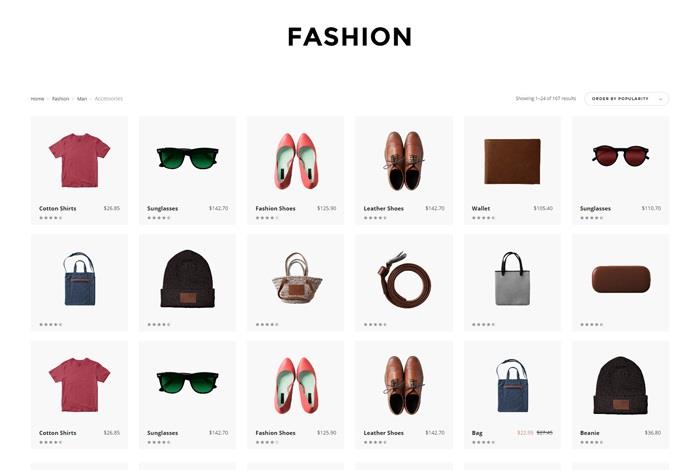 FASHION
Home Fashion Man Accessories
Showing 1–24 of 167 results
ORDER BY POPULARITY
Cotton Shirts $26.85
Sunglasses $142.70
Fashion Shoes $125.90
Leather Shoes $142.70
Wallet $105.40
Sunglasses $110.70
Cotton Shirts $26.85
Sunglasses $142.70
Fashion Shoes $125.90
Leather Shoes $142.70
Bag $22.95 $27.45
Beanie $36.80